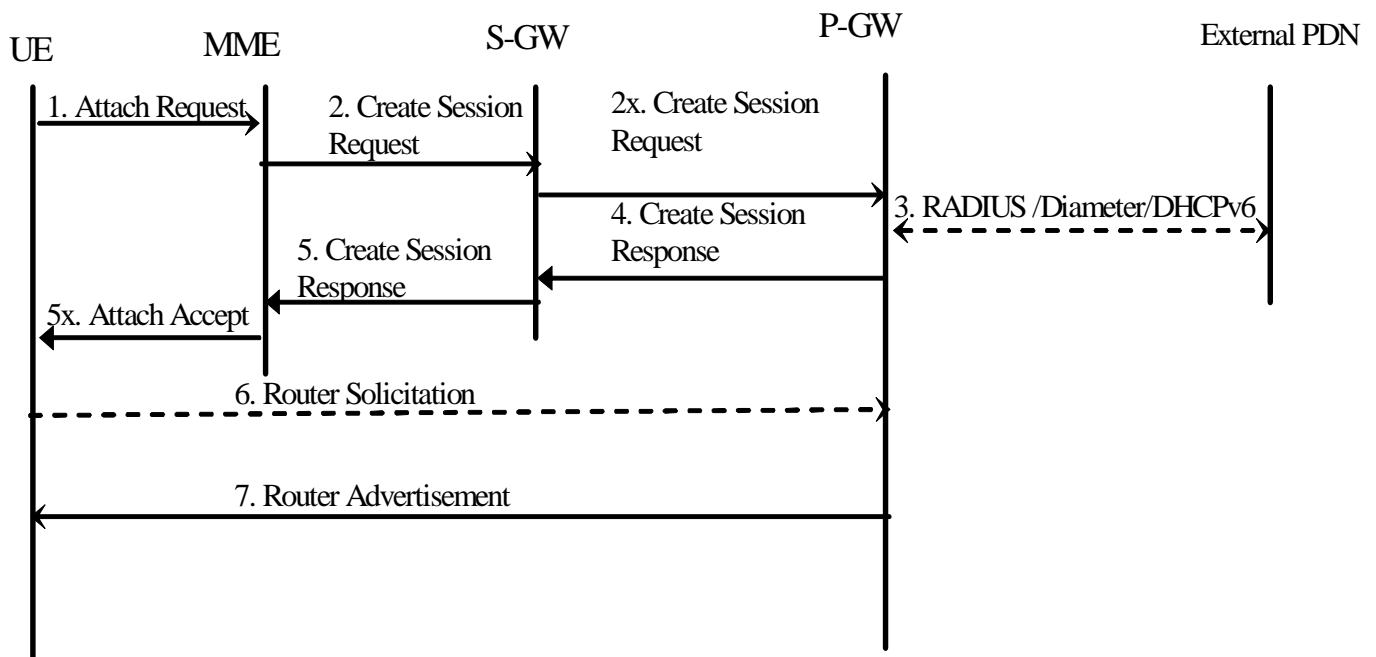 UE
MME
S-GW
P-GW
External PDN
1. Attach Request
2. Create Session
Request
2x. Create Session
Request
3. RADIUS /Diameter/DHCPv6
4. Create Session
Response
5. Create Session
Response
5x. Attach Accept
6. Router Solicitation
7. Router Advertisement